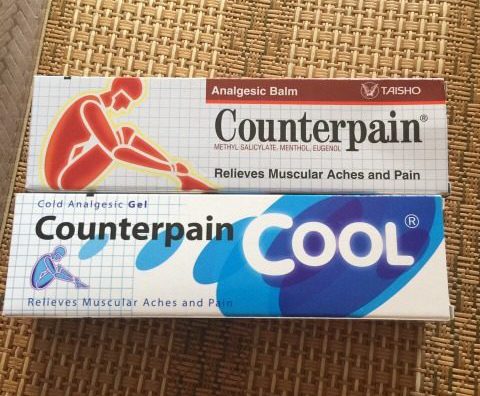 Analgesic Balm
TAISHO
Counterpain®
METHYL SALICYLATE, MENTHOL, EUGENOL
Relieves Muscular Aches and Pain
Cold Analgesic Gel
Counterpain COOL®
Relieves Muscular Aches and Pain